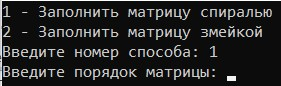 1 - Заполнить матрицу спиралью
2 - Заполнить матрицу змейкой
Введите номер способа: 1
Введите порядок матрицы: